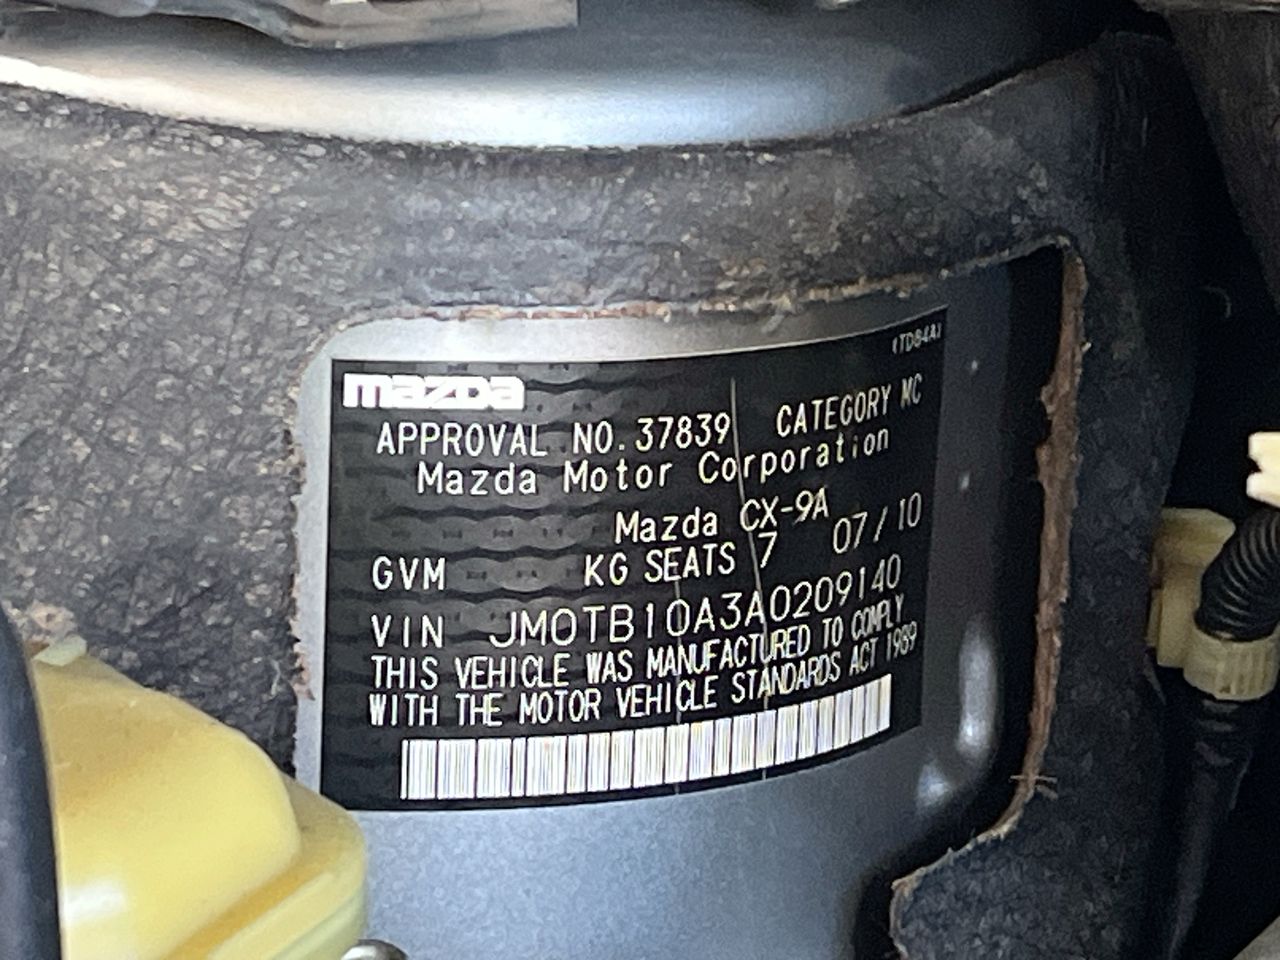 (TD84A)
mazda
APPROVAL NO. 37839 CATEGORY MC
Mazda Motor Corporation
Mazda CX-9A
GVM KG SEATS 7 07/10
VIN JM0TB10A3A0209140
THIS VEHICLE WAS MANUFACTURED TO COMPLY
WITH THE MOTOR VEHICLE STANDARDS ACT 1989